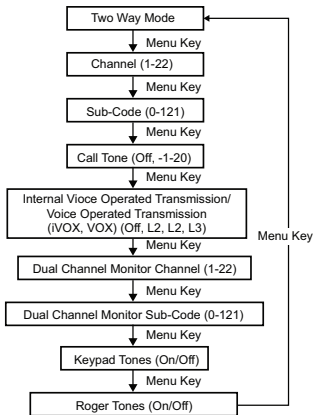 Two Way Mode
Menu Key
Channel (1-22)
Menu Key
Sub-Code (0-121)
Menu Key
Call Tone (Off, -1-20)
Menu Key
Internal Vioce Operated Transmission/
Voice Operated Transmission
(iVOX, VOX) (Off, L2, L2, L3)
Menu Key
Menu Key
Dual Channel Monitor Channel (1-22)
Menu Key
Dual Channel Monitor Sub-Code (0-121)
Menu Key
Keypad Tones (On/Off)
Menu Key
Roger Tones (On/Off)